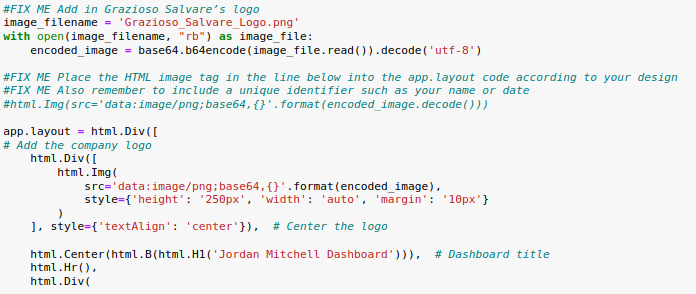 #FIX ME Add in Grazioso Salvare’s logo
image_filename = 'Grazioso_Salvare_Logo.png'
with open(image_filename, "rb") as image_file:
    encoded_image = base64.b64encode(image_file.read()).decode('utf-8')

#FIX ME Place the HTML image tag in the line below into the app.layout code according to your design
#FIX ME Also remember to include a unique identifier such as your name or date
#html.Img(src='data:image/png;base64,{}'.format(encoded_image.decode()))

app.layout = html.Div([
# Add the company logo
    html.Div([
        html.Img(
            src='data:image/png;base64,{}'.format(encoded_image),
            style={'height': '250px', 'width': 'auto', 'margin': '10px'}
        )
    ], style={'textAlign': 'center'}),  # Center the logo

    html.Center(html.B(html.H1('Jordan Mitchell Dashboard'))),  # Dashboard title
    html.Hr(),
    html.Div(